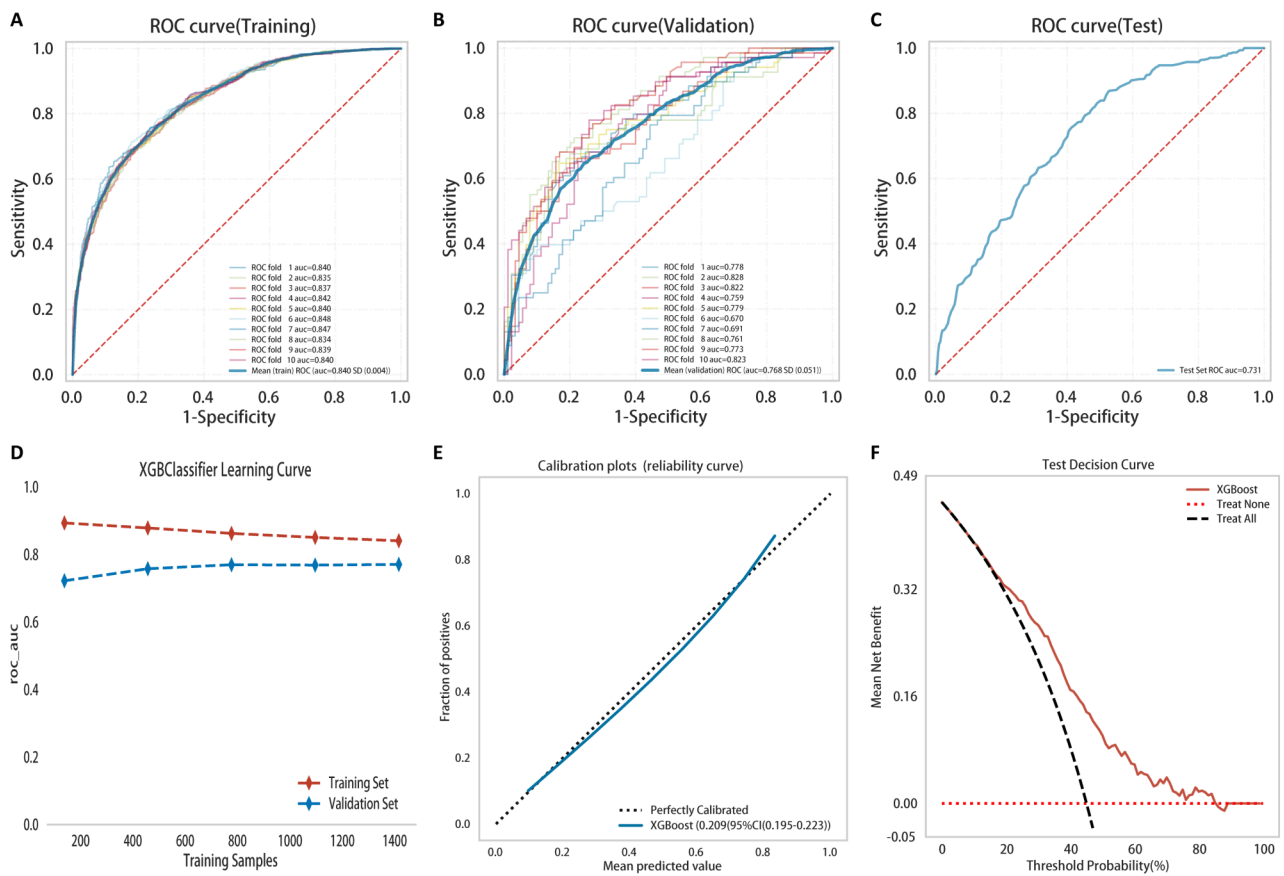 A
ROC curve(Training)
1.0
0.8
0.6
0.4
0.2
0.0
Sensitivity
ROC fold 1 auc=0.840
ROC fold 2 auc=0.835
ROC fold 3 auc=0.837
ROC fold 4 auc=0.842
ROC fold 5 auc=0.840
ROC fold 6 auc=0.848
ROC fold 7 auc=0.847
ROC fold 8 auc=0.834
ROC fold 9 auc=0.839
ROC fold 10 auc=0.840
Mean (train) ROC (auc=0.840 SD (0.004))
0.0 0.2 0.4 0.6 0.8 1.0
1-Specificity
B
ROC curve(Validation)
1.0
0.8
0.6
0.4
0.2
0.0
Sensitivity
ROC fold 1 auc=0.778
ROC fold 2 auc=0.828
ROC fold 3 auc=0.822
ROC fold 4 auc=0.759
ROC fold 5 auc=0.779
ROC fold 6 auc=0.670
ROC fold 7 auc=0.691
ROC fold 8 auc=0.761
ROC fold 9 auc=0.773
ROC fold 10 auc=0.823
Mean (validation) ROC (auc=0.768 SD (0.051))
0.0 0.2 0.4 0.6 0.8 1.0
1-Specificity
C
ROC curve(Test)
1.0
0.8
0.6
0.4
0.2
0.0
Sensitivity
Test Set ROC auc=0.731
0.0 0.2 0.4 0.6 0.8 1.0
1-Specificity
D
XGBClassifier Learning Curve
1.0
0.8
0.6
0.4
0.2
0.0
roc_auc
Training Set
Validation Set
200 400 600 800 1000 1200 1400
Training Samples
E
Calibration plots (reliability curve)
1.0
0.8
0.6
0.4
0.2
0.0
Fraction of positives
Perfectly Calibrated
XGBoost (0.209(95%CI(0.195-0.223))
0.0 0.2 0.4 0.6 0.8 1.0
Mean predicted value
F
Test Decision Curve
0.49
0.32
0.16
0.00
-0.05
Mean Net Benefit
XGBoost
Treat None
Treat All
0 20 40 60 80 100
Threshold Probability(%)